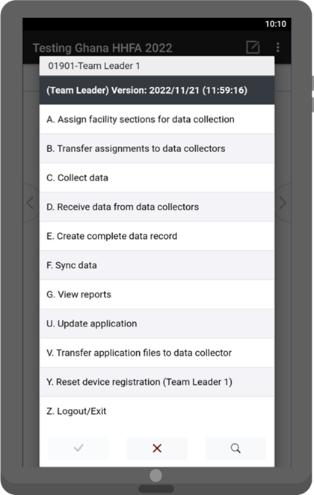 10:10
Testing Ghana HHFA 2022
01901-Team Leader 1
(Team Leader) Version: 2022/11/21 (11:59:16)
A. Assign facility sections for data collection
B. Transfer assignments to data collectors
C. Collect data
D. Receive data from data collectors
E. Create complete data record
F. Sync data
G. View reports
U. Update application
V. Transfer application files to data collector
Y. Reset device registration (Team Leader 1)
Z. Logout/Exit